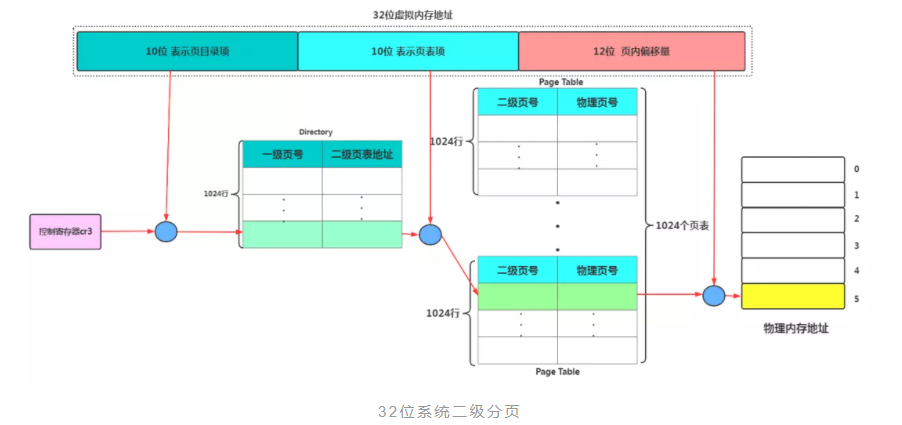 32位虚拟内存地址
10位 表示页目录项
10位 表示页表项
12位 页内偏移量
Page Table
二级页号
物理页号
1024行
Directory
一级页号
二级页表地址
1024行
控制寄存器cr3
1024个页表
二级页号
物理页号
1024行
Page Table
0
1
2
3
4
5
物理内存地址
32位系统二级分页